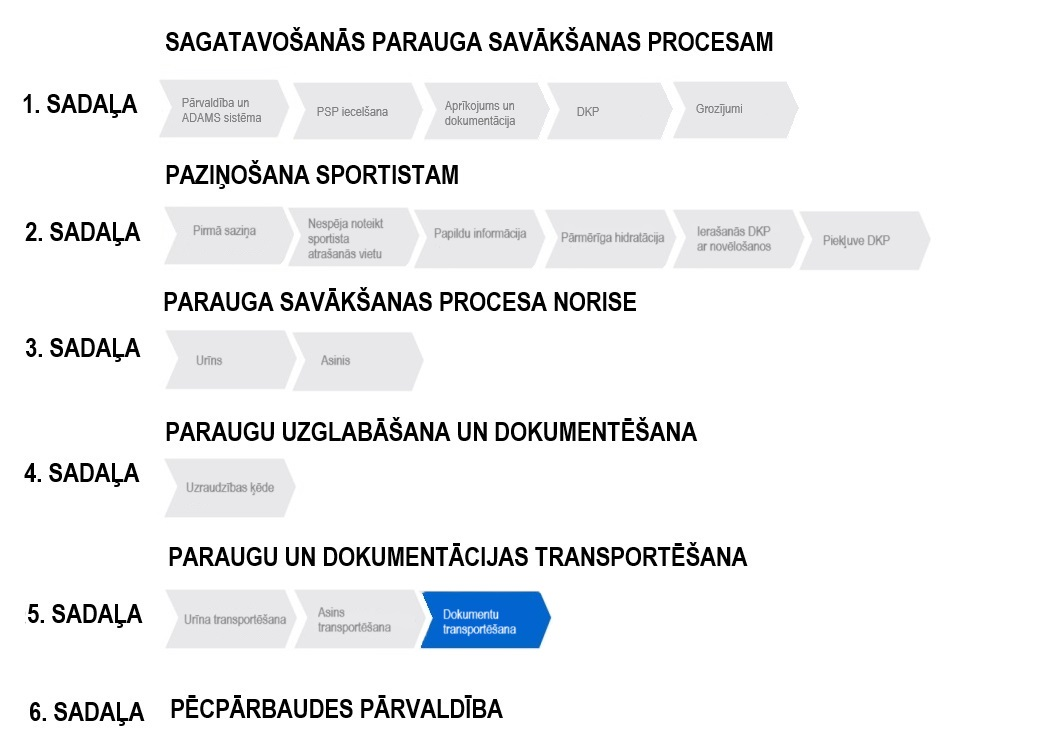 SAGATAVOŠANĀS PARAUGA SAVĀKŠANAS PROCESAM
1. SADAĻA
Pārvaldība un
ADAMS sistēma
PSP iecelšana
Aprīkojums un
dokumentācija
DKP
Grozījumi
PAZIŅOŠANA SPORTISTAM
2. SADAĻA
Pirmā saziņa
Nespēja noteikt
sportista
atrašanās vietu
Papildu informācija
Pārmērīga hidratācija
Ierašanās DKP
ar novēlošanos
Piekļuve DKP
PARAUGA SAVĀKŠANAS PROCESA NORISE
3. SADAĻA
Urīns
Asinis
PARAUGU UZGLABĀŠANA UN DOKUMENTĒŠANA
4. SADAĻA
Uzraudzības ķēde
PARAUGU UN DOKUMENTĀCIJAS TRANSPORTĒŠANA
5. SADAĻA
Urīna transportēšana
Asins
transportēšana
Dokumentu
transportēšana
6. SADAĻA
PĒCPĀRBAUDES PĀRVALDĪBA